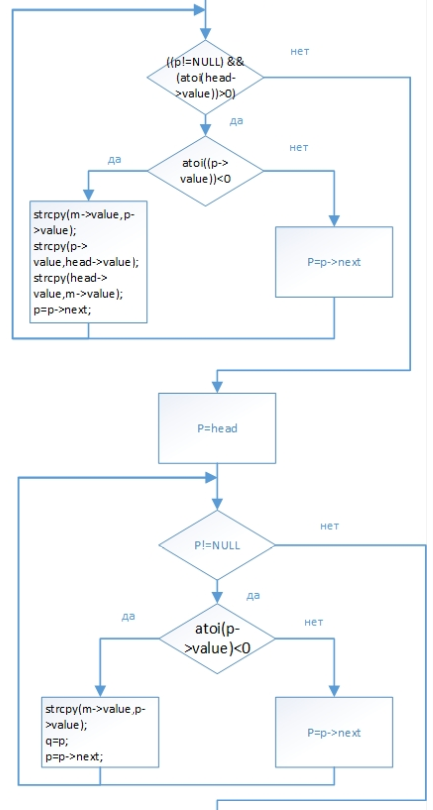 нет
((p!=NULL) &&
(atoi(head-
>value))>0)
да
да
нет
atoi((p->
value))<0
strcpy(m->value,p-
>value);
strcpy(p->
value,head->value);
strcpy(head->
value,m->value);
p=p->next;
P=p->next
P=head
нет
P!=NULL
да
да
нет
atoi(p-
>value)<0
strcpy(m->value,p-
>value);
q=p;
p=p->next;
P=p->next